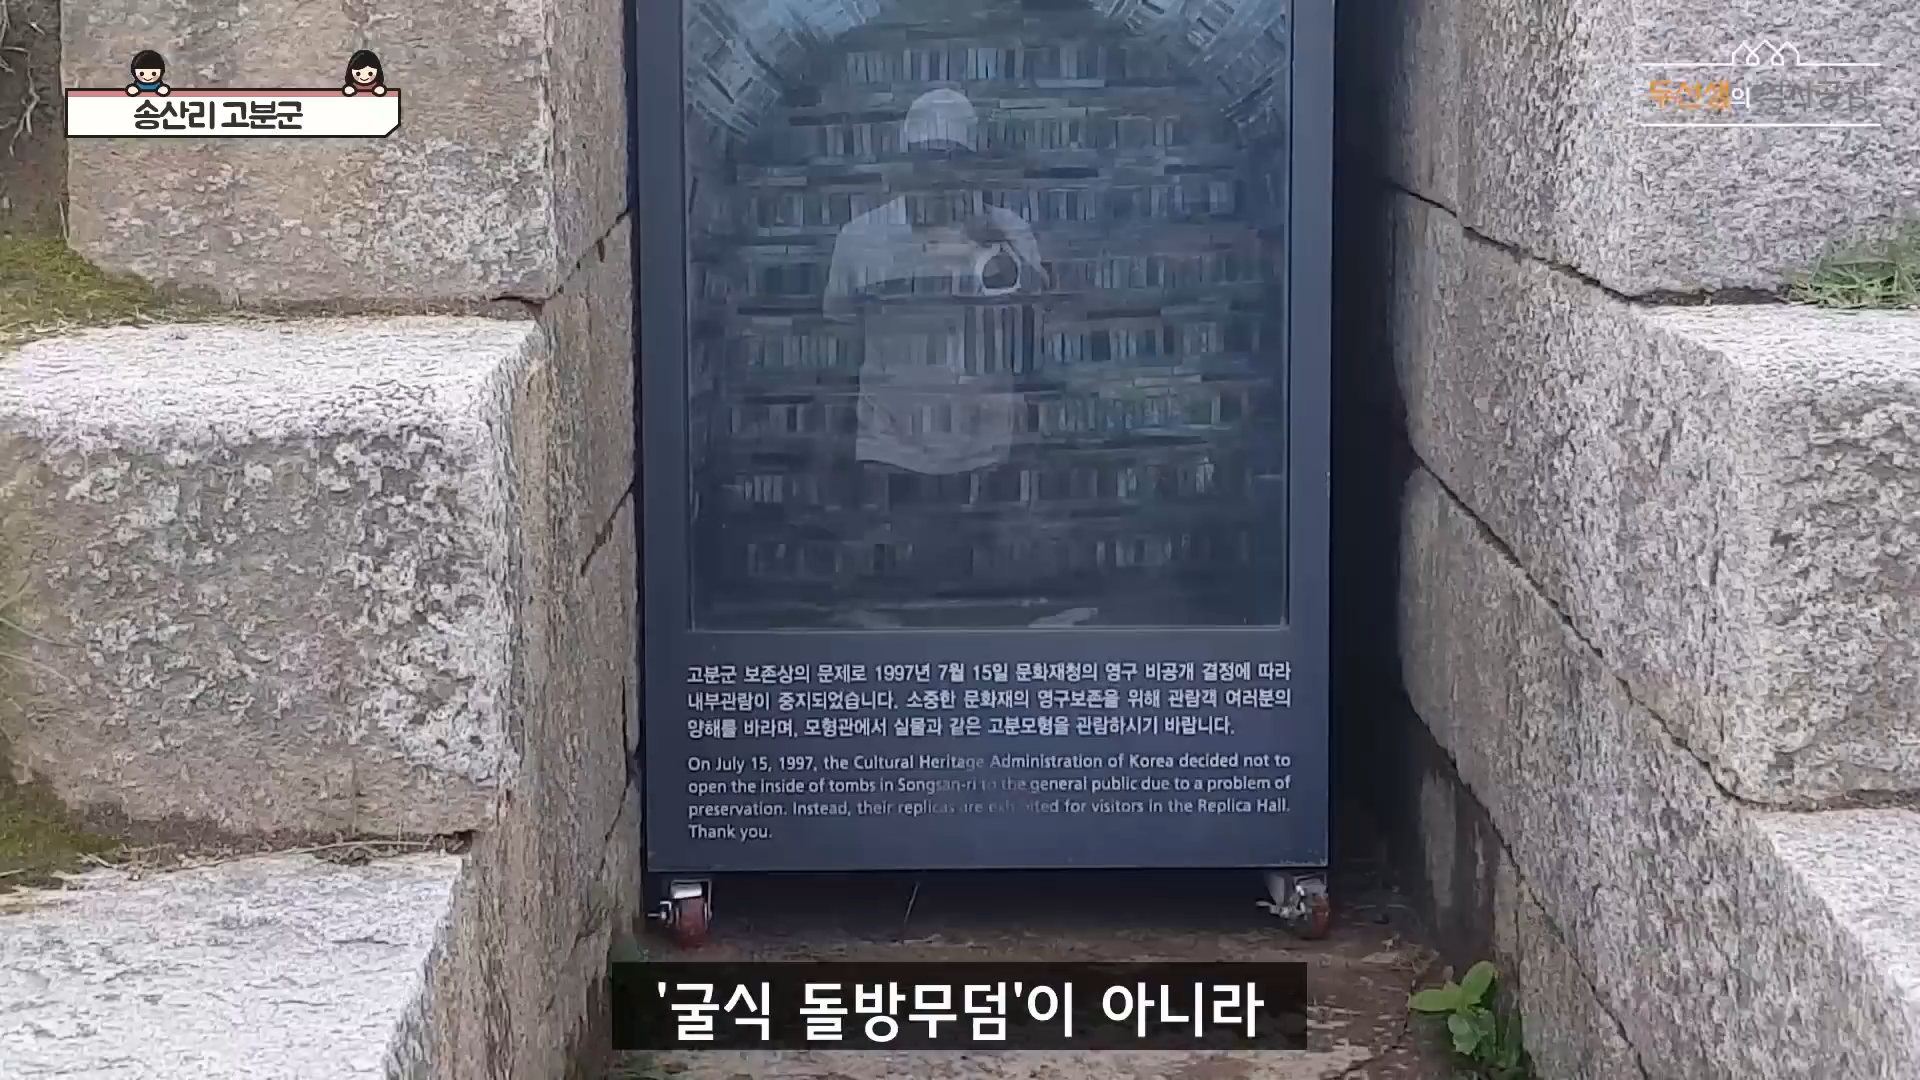 송산리 고분군
두선생의 역사공장
고분군 보존상의 문제로 1997년 7월 15일 문화재청의 영구 비공개 결정에 따라
내부관람이 중지되었습니다. 소중한 문화재의 영구보존을 위해 관람객 여러분의
양해를 바라며, 모형관에서 실물과 같은 고분모형을 관람하시기 바랍니다.
On July 15, 1997, the Cultural Heritage Administration of Korea decided not to
open the inside of tombs in Songsan-ri to the general public due to a problem of
preservation. Instead, their replicas are exhibited for visitors in the Replica Hall.
Thank you.
'굴식 돌방무덤'이 아니라